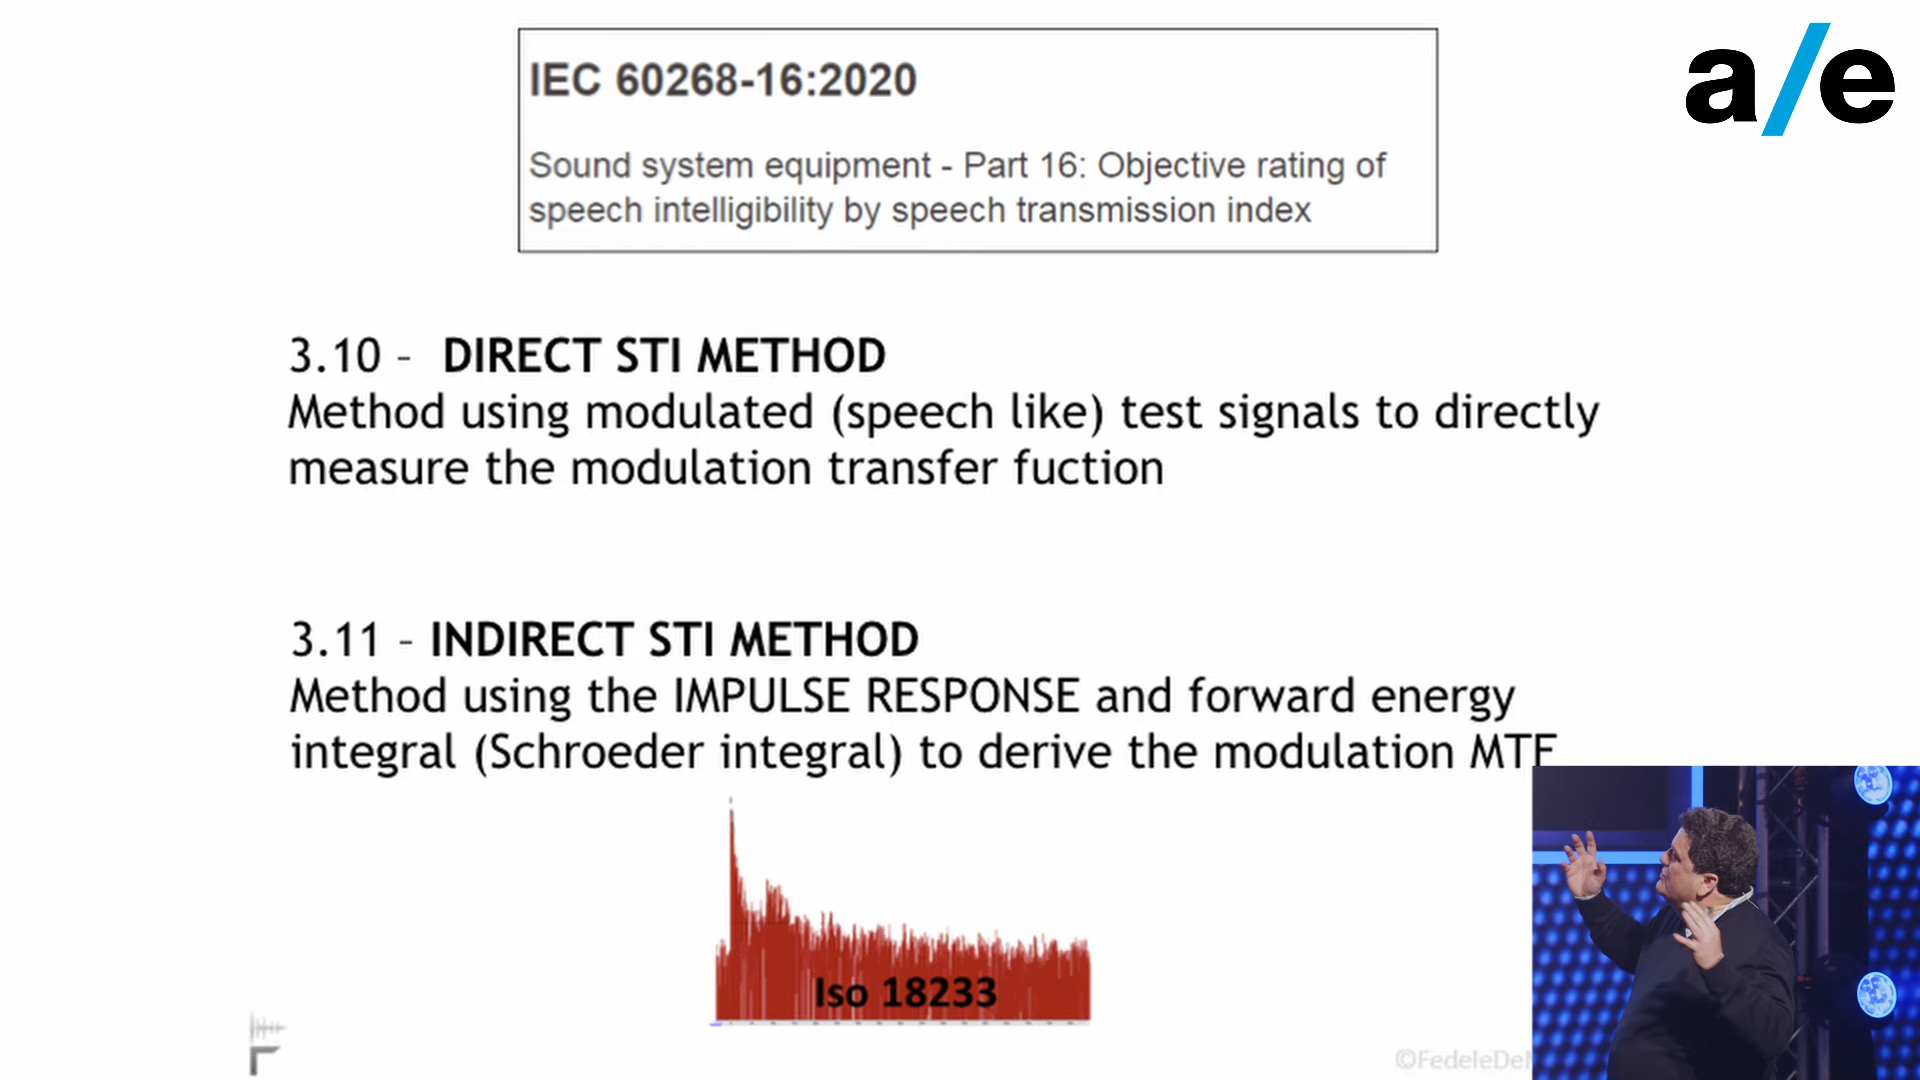 IEC 60268-16:2020
a/e
Sound system equipment - Part 16: Objective rating of
speech intelligibility by speech transmission index
3.10 – DIRECT STI METHOD
Method using modulated (speech like) test signals to directly
measure the modulation transfer fuction
3.11 – INDIRECT STI METHOD
Method using the IMPULSE RESPONSE and forward energy
integral (Schroeder integral) to derive the modulation MTF
Iso 18233